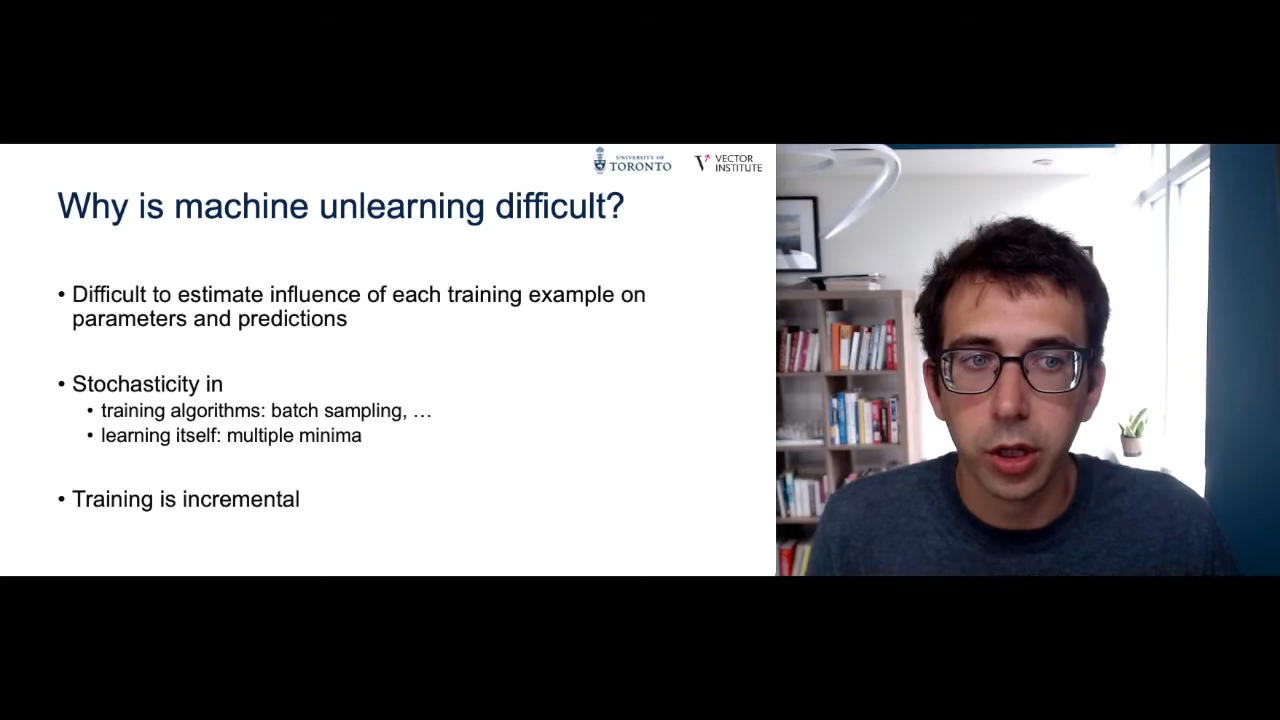 UNIVERSITY OF
TORONTO
VECTOR
INSTITUTE
Why is machine unlearning difficult?
• Difficult to estimate influence of each training example on
parameters and predictions
• Stochasticity in
• training algorithms: batch sampling, …
• learning itself: multiple minima
• Training is incremental